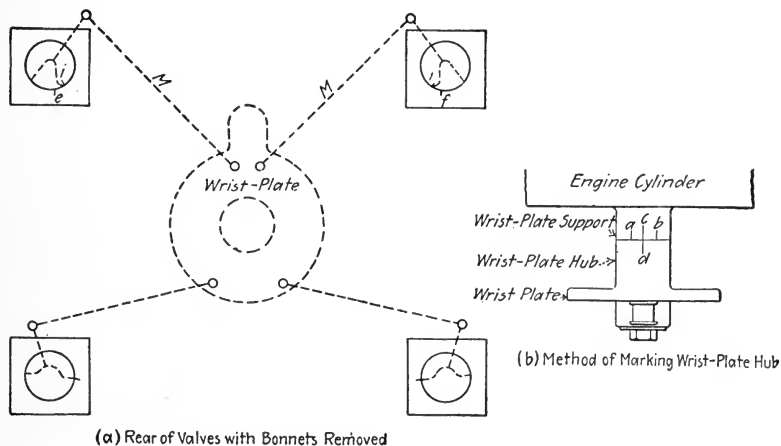 M
M
e
f
Wrist-Plate
Engine Cylinder
Wrist-Plate Support
c
a
b
Wrist-Plate Hub
d
Wrist Plate
(b) Method of Marking Wrist-Plate Hub
(a) Rear of Valves with Bonnets Removed